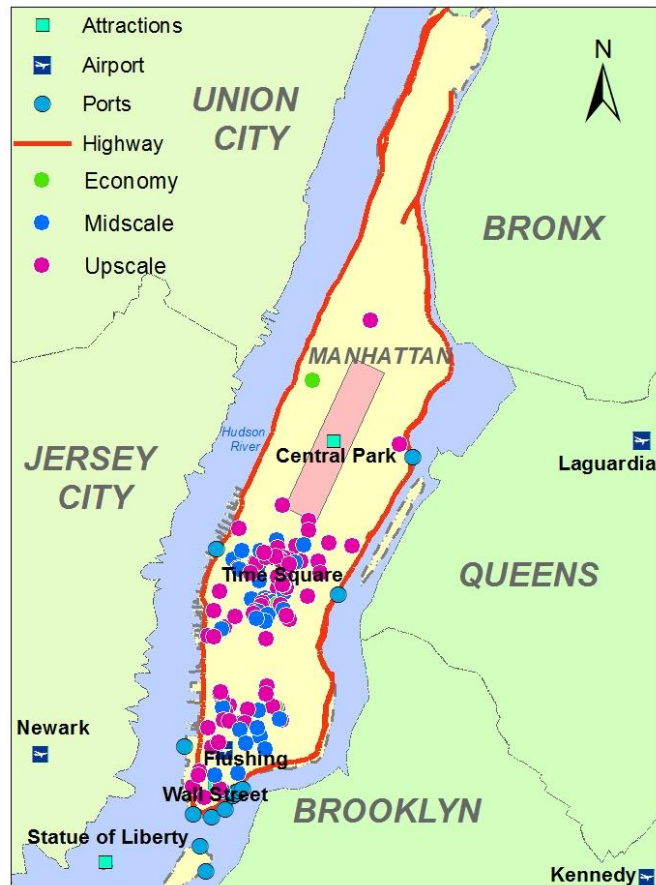 Attractions
Airport
Ports
Highway
Economy
Midscale
Upscale
N
UNION
CITY
BRONX
MANHATTAN
Hudson
River
Central Park
Laguardia
JERSEY
CITY
Time Square
QUEENS
Newark
Flushing
Wall Street
BROOKLYN
Statue of Liberty
Kennedy